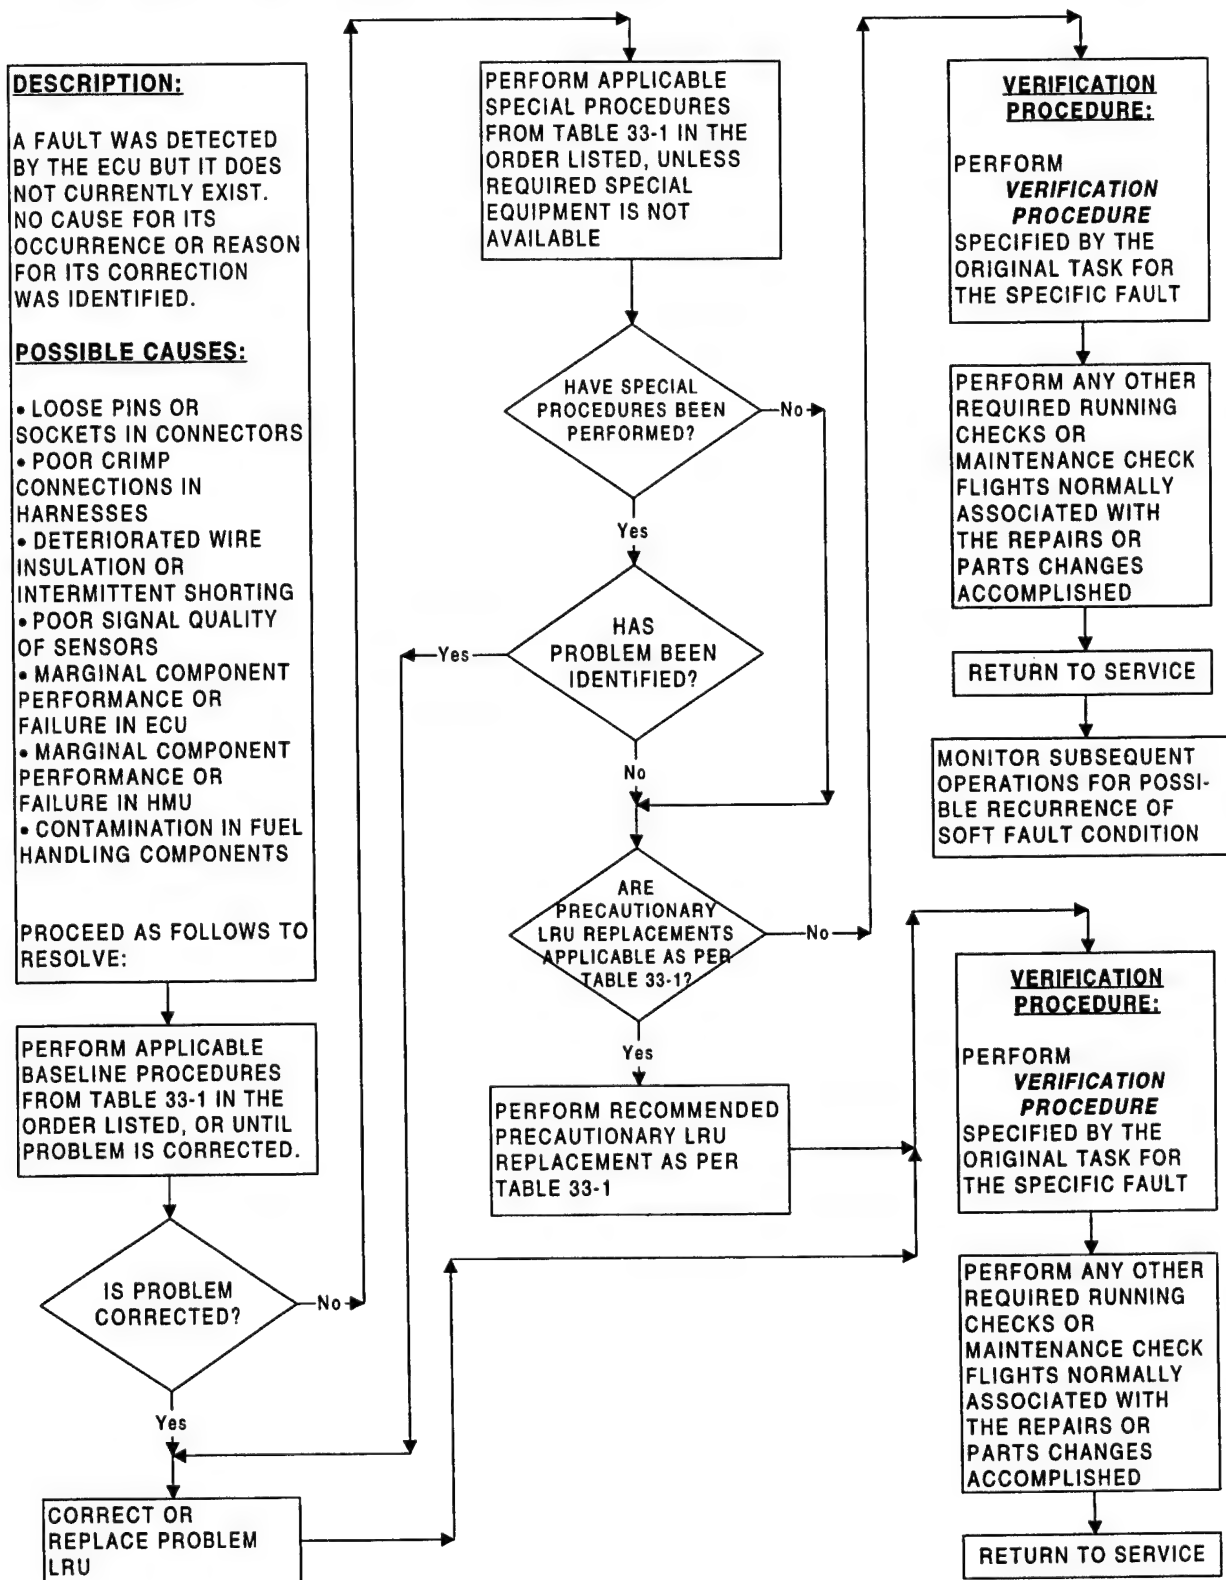 DESCRIPTION:
A FAULT WAS DETECTED
BY THE ECU BUT IT DOES
NOT CURRENTLY EXIST.
NO CAUSE FOR ITS
OCCURRENCE OR REASON
FOR ITS CORRECTION
WAS IDENTIFIED.
POSSIBLE CAUSES:
• LOOSE PINS OR
SOCKETS IN CONNECTORS
• POOR CRIMP
CONNECTIONS IN
HARNESSES
• DETERIORATED WIRE
INSULATION OR
INTERMITTENT SHORTING
• POOR SIGNAL QUALITY
OF SENSORS
• MARGINAL COMPONENT
PERFORMANCE OR
FAILURE IN ECU
• MARGINAL COMPONENT
PERFORMANCE OR
FAILURE IN HMU
• CONTAMINATION IN FUEL
HANDLING COMPONENTS
PROCEED AS FOLLOWS TO
RESOLVE:
PERFORM APPLICABLE
BASELINE PROCEDURES
FROM TABLE 33-1 IN THE
ORDER LISTED, OR UNTIL
PROBLEM IS CORRECTED.
IS PROBLEM
CORRECTED?
No
Yes
CORRECT OR
REPLACE PROBLEM
LRU
PERFORM APPLICABLE
SPECIAL PROCEDURES
FROM TABLE 33-1 IN THE
ORDER LISTED, UNLESS
REQUIRED SPECIAL
EQUIPMENT IS NOT
AVAILABLE
HAVE SPECIAL
PROCEDURES BEEN
PERFORMED?
No
Yes
HAS
PROBLEM BEEN
IDENTIFIED?
Yes
No
ARE
PRECAUTIONARY
LRU REPLACEMENTS
APPLICABLE AS PER
TABLE 33-1?
No
Yes
PERFORM RECOMMENDED
PRECAUTIONARY LRU
REPLACEMENT AS PER
TABLE 33-1
VERIFICATION
PROCEDURE:
PERFORM
VERIFICATION
PROCEDURE
SPECIFIED BY THE
ORIGINAL TASK FOR
THE SPECIFIC FAULT
PERFORM ANY OTHER
REQUIRED RUNNING
CHECKS OR
MAINTENANCE CHECK
FLIGHTS NORMALLY
ASSOCIATED WITH
THE REPAIRS OR
PARTS CHANGES
ACCOMPLISHED
RETURN TO SERVICE
MONITOR SUBSEQUENT
OPERATIONS FOR POSSI-
BLE RECURRENCE OF
SOFT FAULT CONDITION
VERIFICATION
PROCEDURE:
PERFORM
VERIFICATION
PROCEDURE
SPECIFIED BY THE
ORIGINAL TASK FOR
THE SPECIFIC FAULT
PERFORM ANY OTHER
REQUIRED RUNNING
CHECKS OR
MAINTENANCE CHECK
FLIGHTS NORMALLY
ASSOCIATED WITH
THE REPAIRS OR
PARTS CHANGES
ACCOMPLISHED
RETURN TO SERVICE